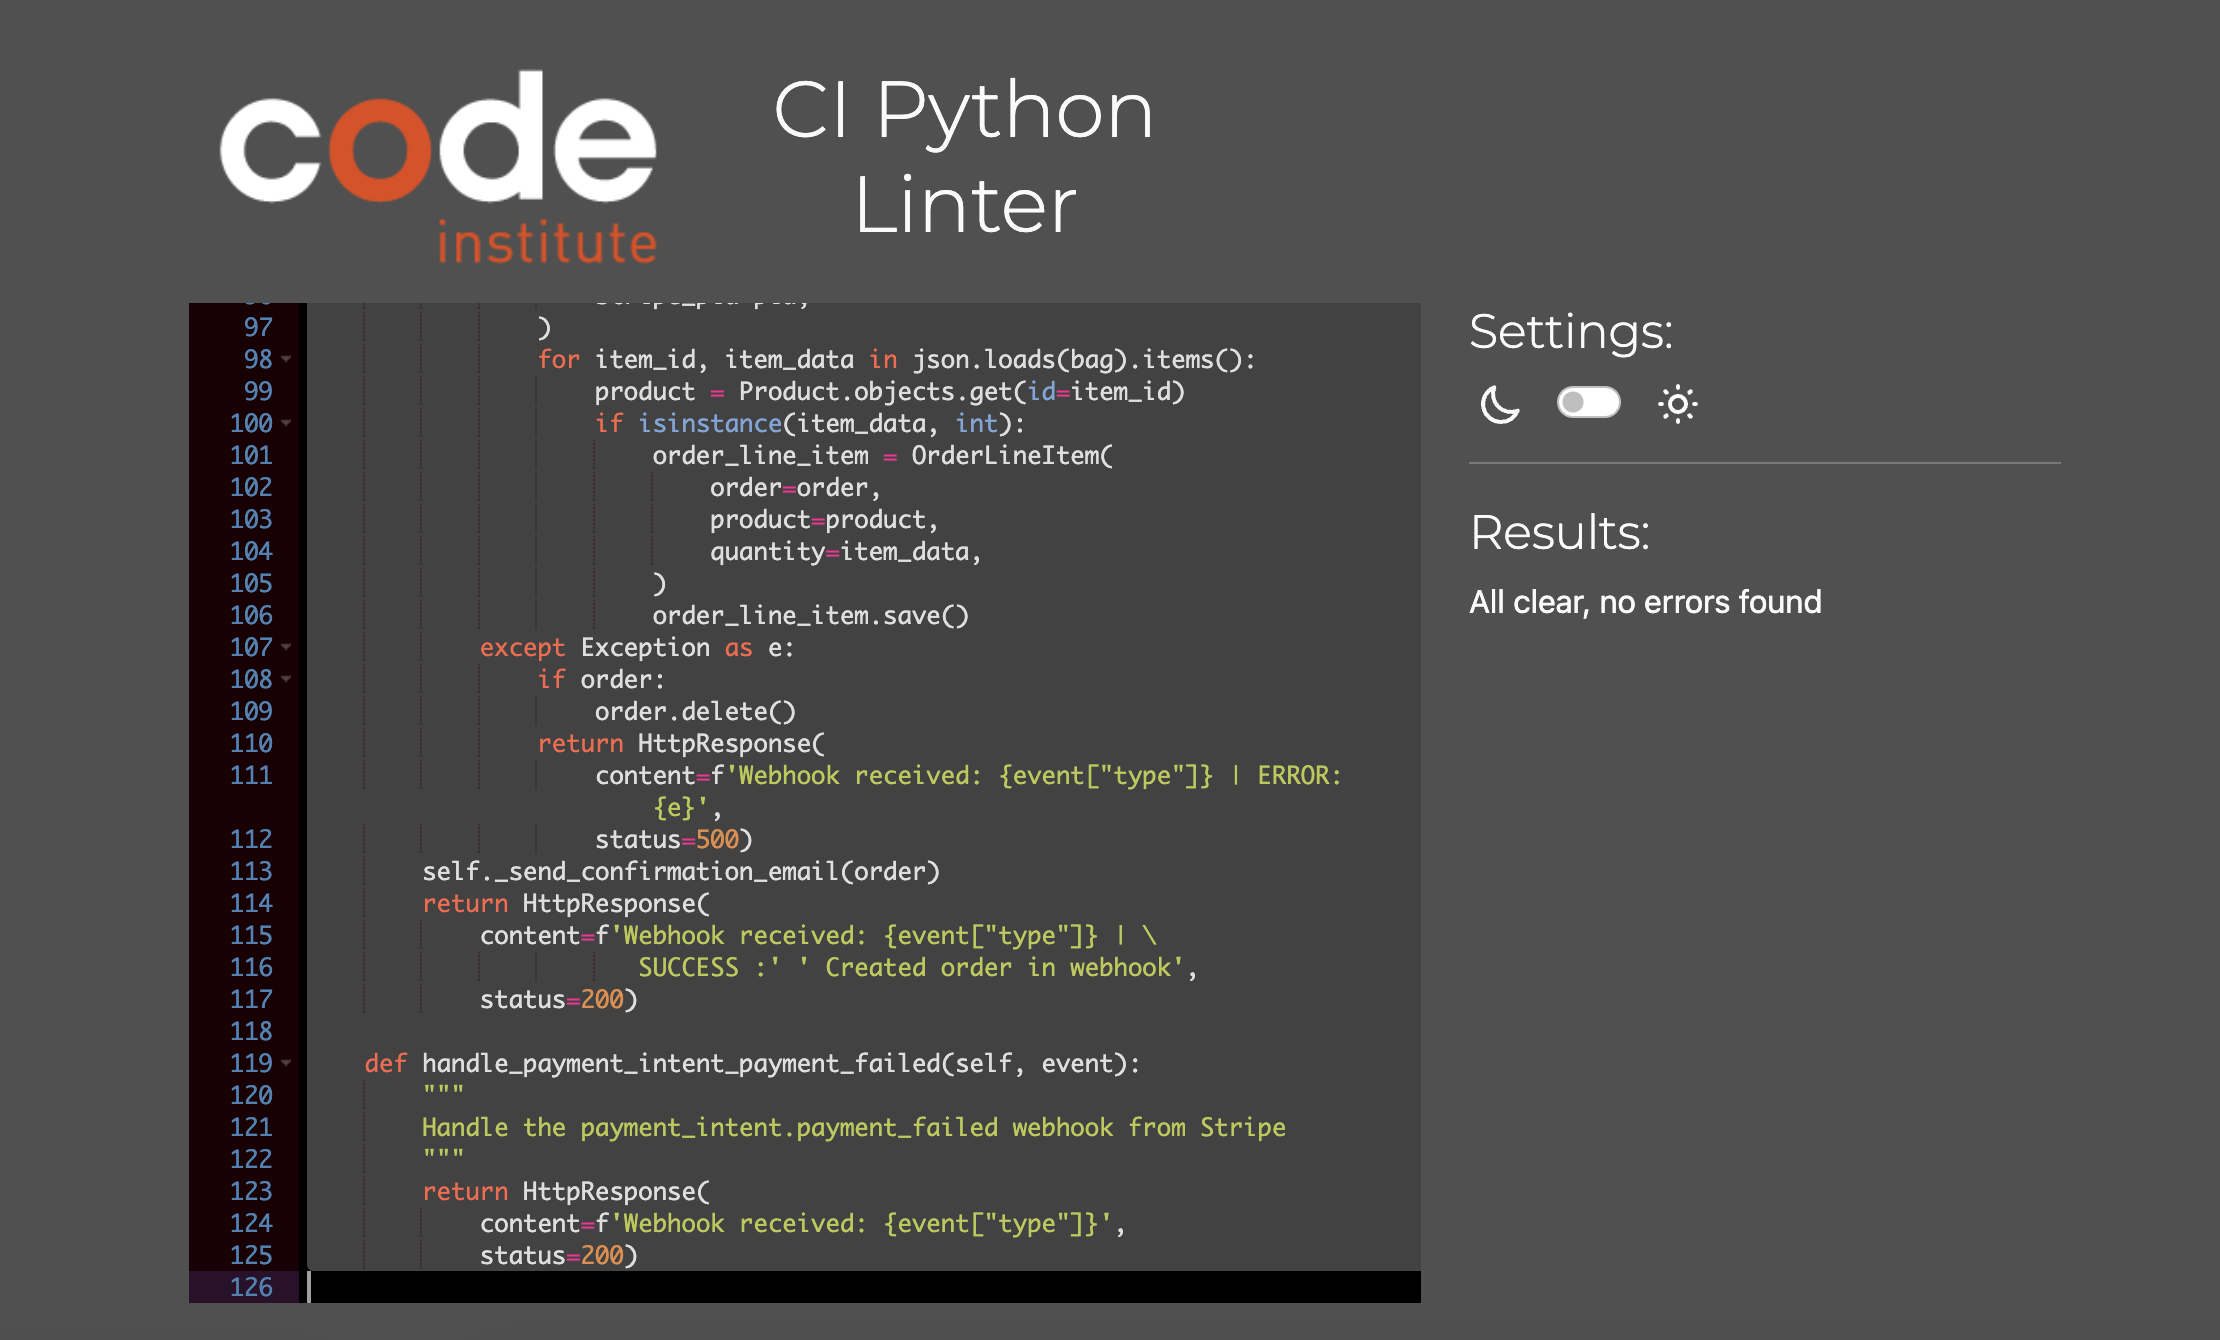 code
institute
CI Python
Linter
97 )
98 for item_id, item_data in json.loads(bag).items():
99 product = Product.objects.get(id=item_id)
100 if isinstance(item_data, int):
101 order_line_item = OrderLineItem(
102 order=order,
103 product=product,
104 quantity=item_data,
105 )
106 order_line_item.save()
107 except Exception as e:
108 if order:
109 order.delete()
110 return HttpResponse(
111 content=f'Webhook received: {event["type"]} | ERROR:
{e}',
112 status=500)
113 self._send_confirmation_email(order)
114 return HttpResponse(
115 content=f'Webhook received: {event["type"]} | \
116 SUCCESS :' ' Created order in webhook',
117 status=200)
118
119 def handle_payment_intent_payment_failed(self, event):
120 """
121 Handle the payment_intent.payment_failed webhook from Stripe
122 """
123 return HttpResponse(
124 content=f'Webhook received: {event["type"]}',
125 status=200)
126
Settings:
Results:
All clear, no errors found